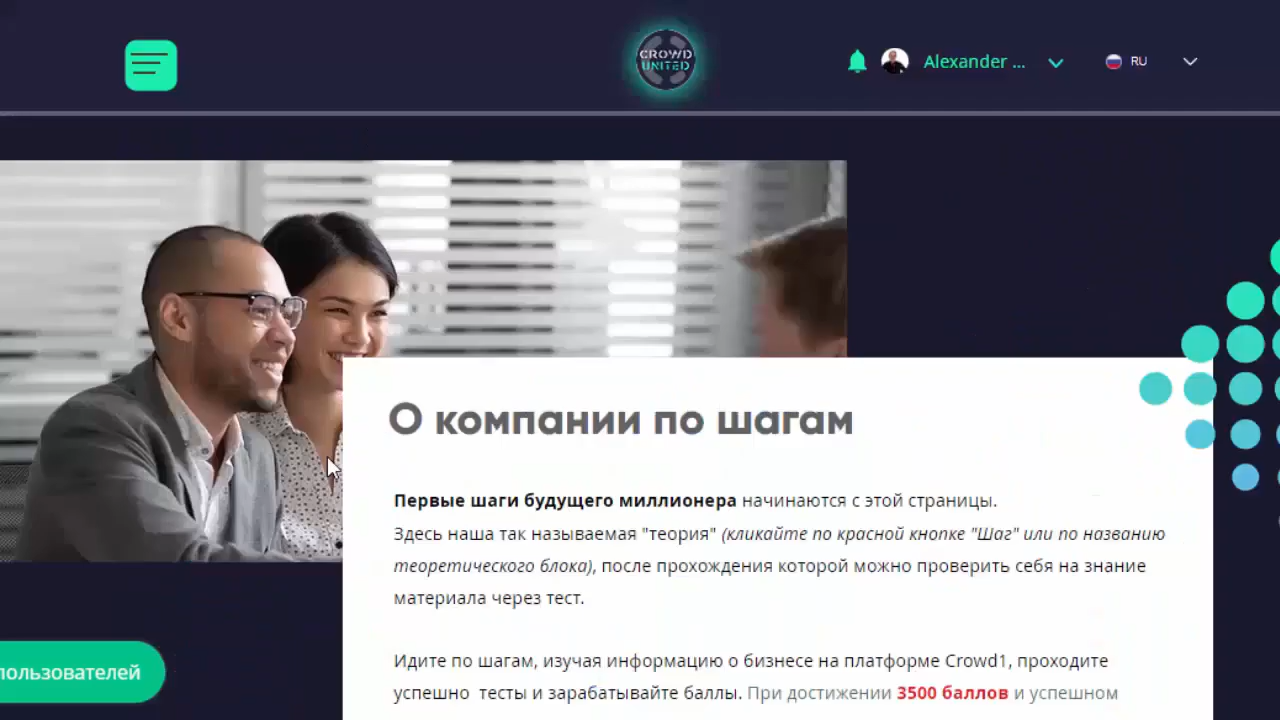 CROWD
UNITED
Alexander ...
RU
О компании по шагам
Первые шаги будущего миллионера начинаются с этой страницы.
Здесь наша так называемая "теория" (кликайте по красной кнопке "Шаг" или по названию
теоретического блока), после прохождения которой можно проверить себя на знание
материала через тест.
Идите по шагам, изучая информацию о бизнесе на платформе Crowd1, проходите
успешно тесты и зарабатывайте баллы. При достижении 3500 баллов и успешном
пользователей